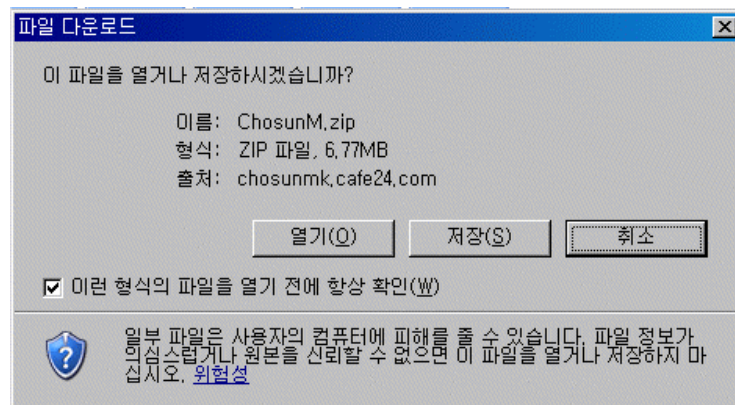 파일 다운로드
이 파일을 열거나 저장하시겠습니까?
이름: ChosunM.zip
형식: ZIP 파일, 6.77MB
출처: chosunmk.cafe24.com
열기(O) 저장(S) 취소
이런 형식의 파일을 열기 전에 항상 확인(W)
일부 파일은 사용자의 컴퓨터에 피해를 줄 수 있습니다. 파일 정보가
의심스럽거나 원본을 신뢰할 수 없으면 이 파일을 열거나 저장하지 마
십시오. 위험성